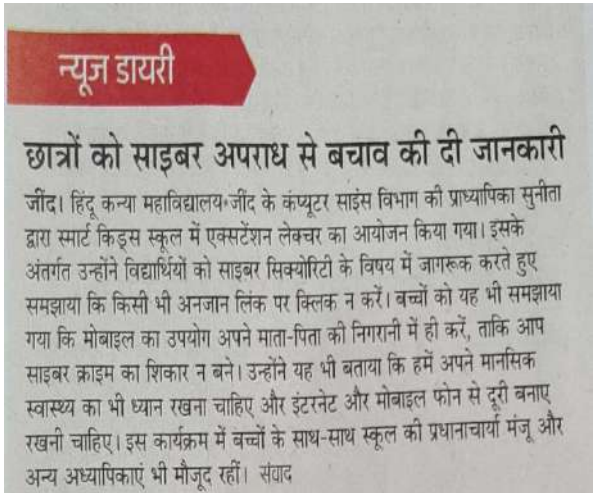 न्यूज डायरी
छात्रों को साइबर अपराध से बचाव की दी जानकारी
जींद। हिंदू कन्या महाविद्यालय जींद के कंप्यूटर साइंस विभाग की प्राध्यापिका सुनीता
द्वारा स्मार्ट किड्स स्कूल में एक्सटेंशन लेक्चर का आयोजन किया गया। इसके
अंतर्गत उन्होंने विद्यार्थियों को साइबर सिक्योरिटी के विषय में जागरूक करते हुए
समझाया कि किसी भी अनजान लिंक पर क्लिक न करें। बच्चों को यह भी समझाया
गया कि मोबाइल का उपयोग अपने माता-पिता की निगरानी में ही करें, ताकि आप
साइबर क्राइम का शिकार न बने। उन्होंने यह भी बताया कि हमें अपने मानसिक
स्वास्थ्य का भी ध्यान रखना चाहिए और इंटरनेट और मोबाइल फोन से दूरी बनाए
रखनी चाहिए। इस कार्यक्रम में बच्चों के साथ-साथ स्कूल की प्रधानाचार्या मंजू और
अन्य अध्यापिकाएं भी मौजूद रहीं। संवाद